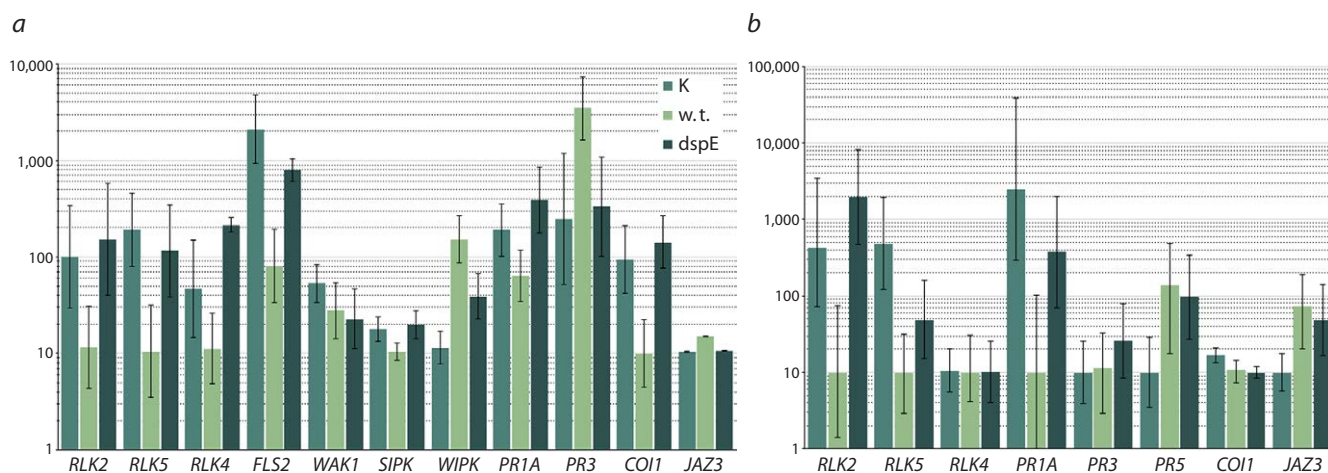 a
10,000
1,000
100
10
1
K
w.t.
dspE
RLK2 RLK5 RLK4 FLS2 WAK1 SIPK WIPK PR1A PR3 COI1 JAZ3
b
100,000
10,000
1,000
100
10
1
RLK2 RLK5 RLK4 PR1A PR3 PR5 COI1 JAZ3